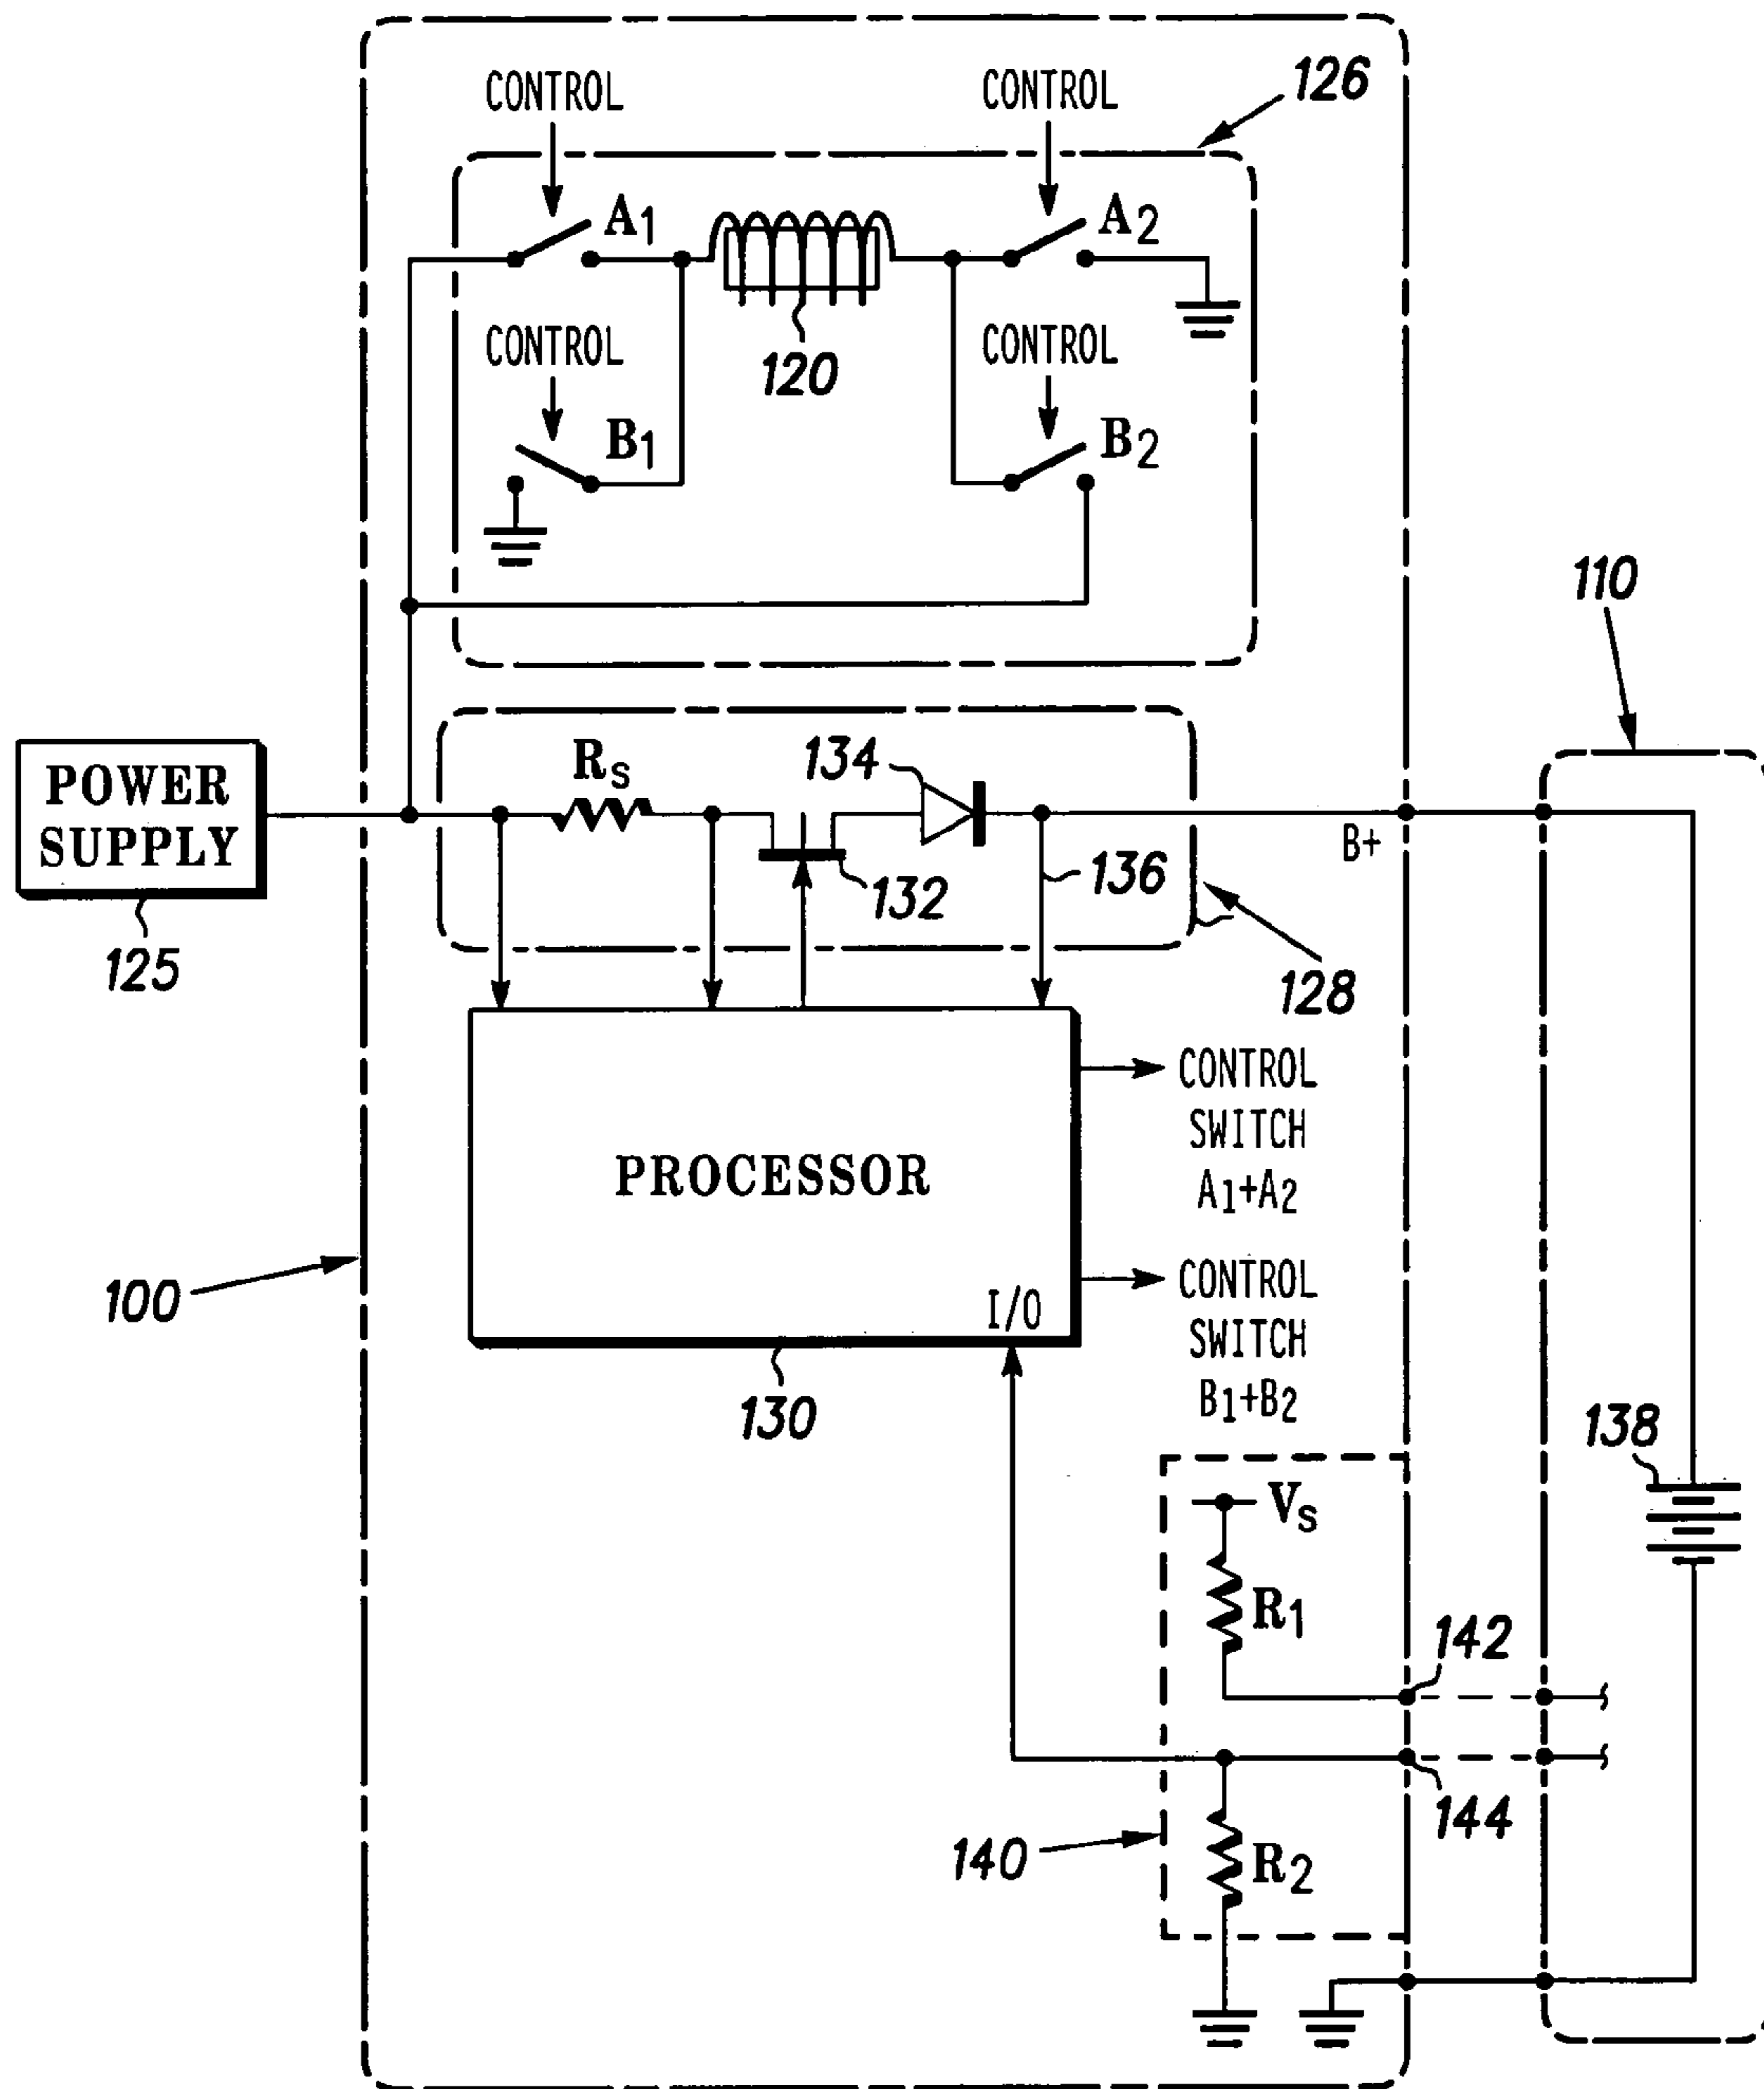 CONTROL
CONTROL
126
A1
A2
CONTROL
CONTROL
120
B1
B2
110
POWER
SUPPLY
125
RS
134
B+
132
136
128
CONTROL
SWITCH
A1+A2
PROCESSOR
100
CONTROL
SWITCH
B1+B2
I/O
130
138
VS
R1
142
144
140
R2